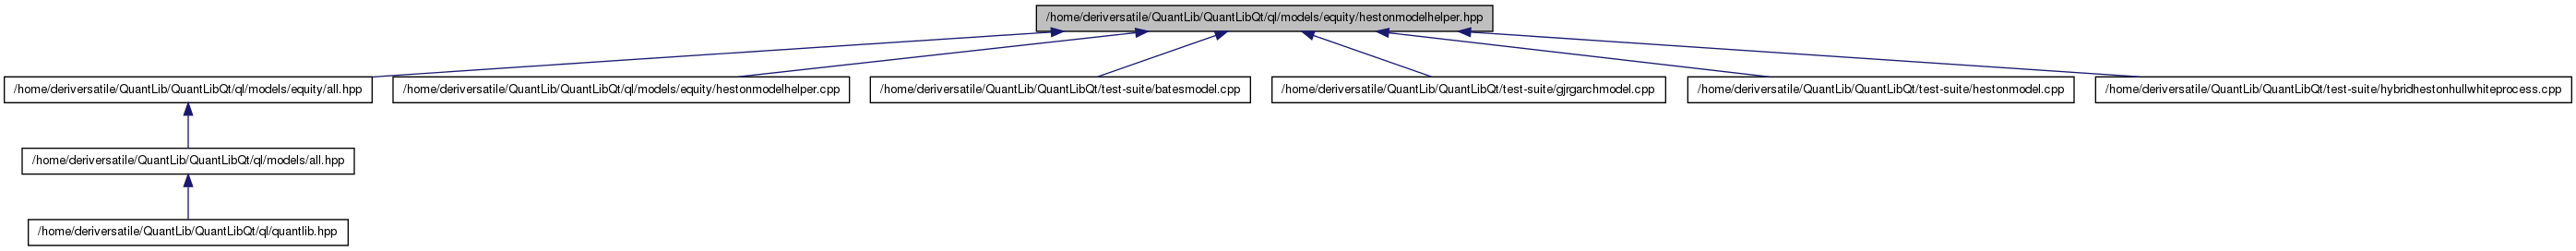 /home/deriversatile/QuantLib/QuantLibQt/ql/models/equity/hestonmodelhelper.hpp
/home/deriversatile/QuantLib/QuantLibQt/ql/models/equity/all.hpp
/home/deriversatile/QuantLib/QuantLibQt/ql/models/equity/hestonmodelhelper.cpp
/home/deriversatile/QuantLib/QuantLibQt/test-suite/batesmodel.cpp
/home/deriversatile/QuantLib/QuantLibQt/test-suite/gjrgarchmodel.cpp
/home/deriversatile/QuantLib/QuantLibQt/test-suite/hestonmodel.cpp
/home/deriversatile/QuantLib/QuantLibQt/test-suite/hybridhestonhullwhiteprocess.cpp
/home/deriversatile/QuantLib/QuantLibQt/ql/models/all.hpp
/home/deriversatile/QuantLib/QuantLibQt/ql/quantlib.hpp